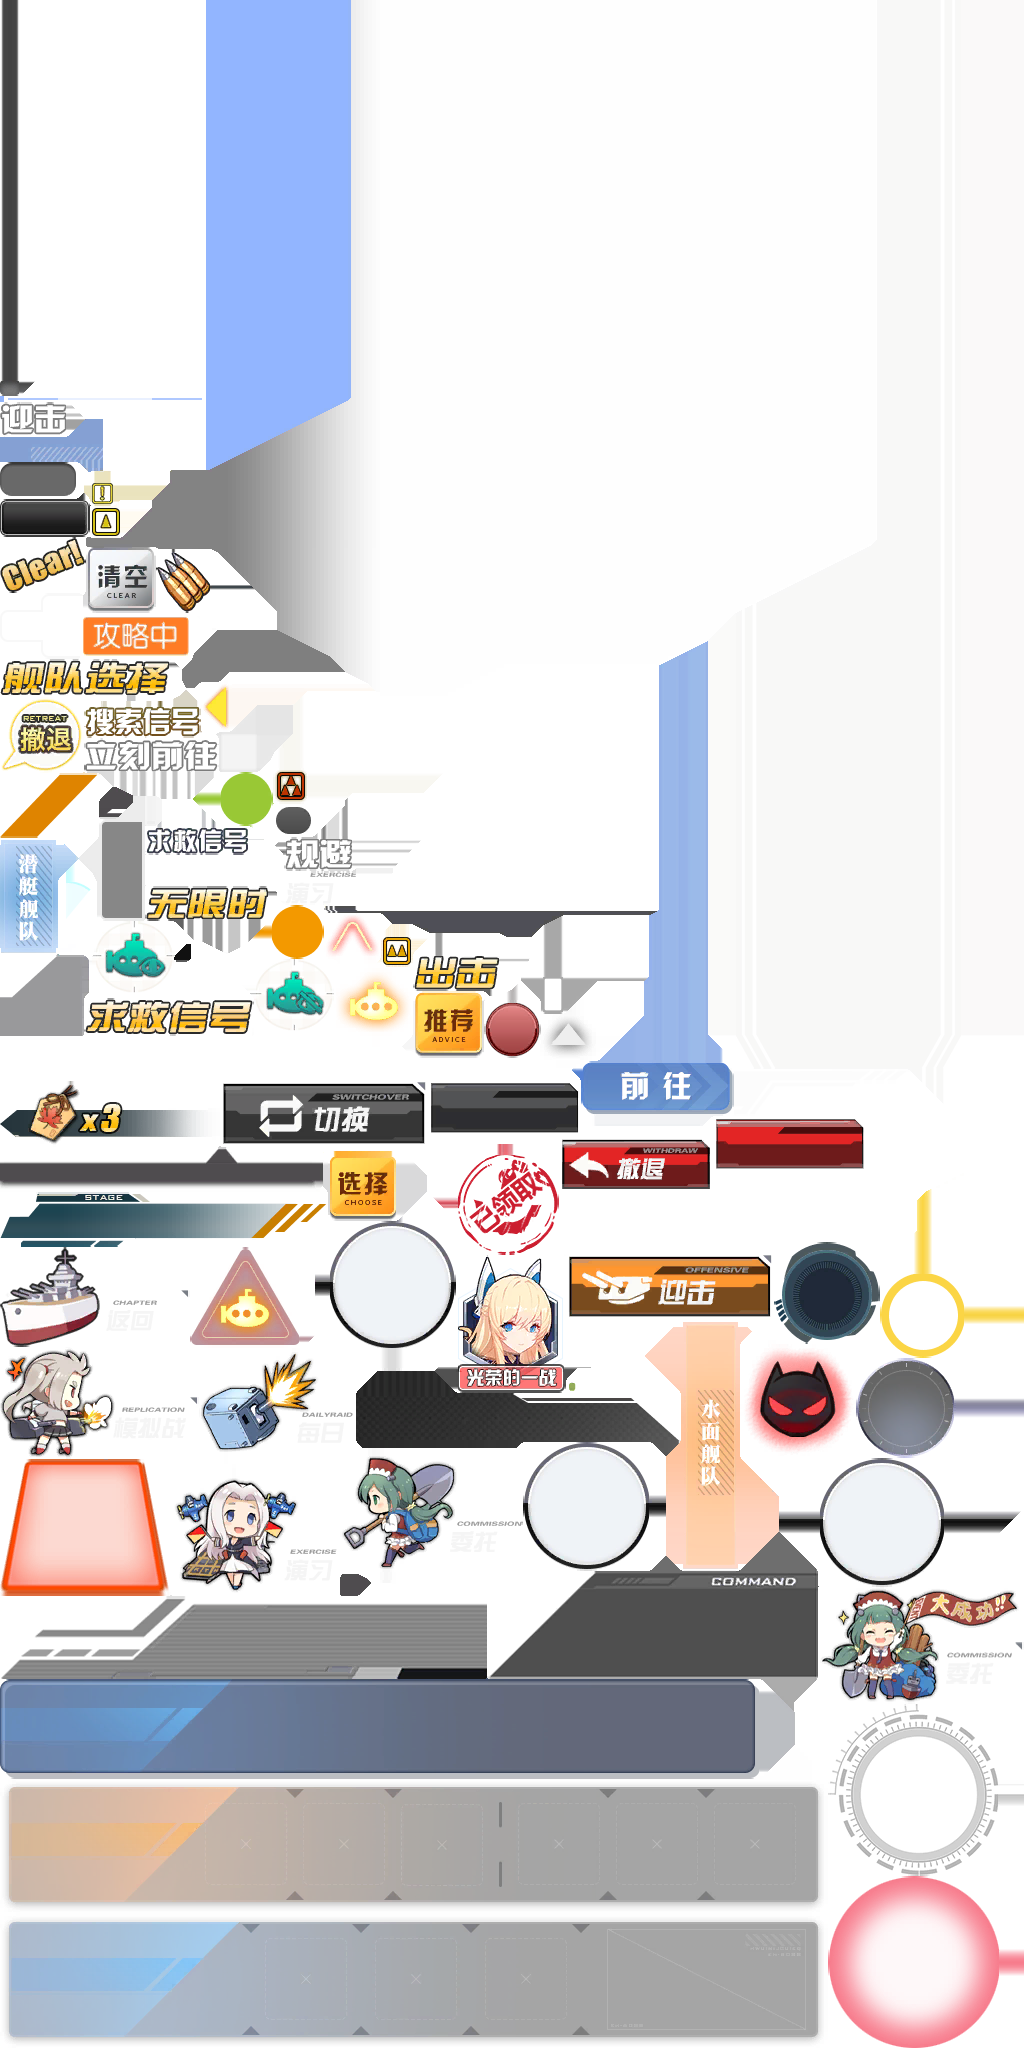 迎击
Clear!
清空
CLEAR
攻略中
舰队选择
RETREAT
撤退
搜索信号
立刻前往
求救信号
规避
EXERCISE
演习
潜艇舰队
无限时
出击
求救信号
推荐
ADVICE
前往
x3
SWITCHOVER
切换
WITHDRAW
撤退
选择
CHOOSE
已领取
STAGE
CHAPTER
返回
OFFENSIVE
迎击
光荣的一战
REPLICATION
模拟战
DAILYRAID
每日
水面舰队
COMMISSION
委托
EXERCISE
演习
COMMAND
大成功!!
COMMISSION
委托